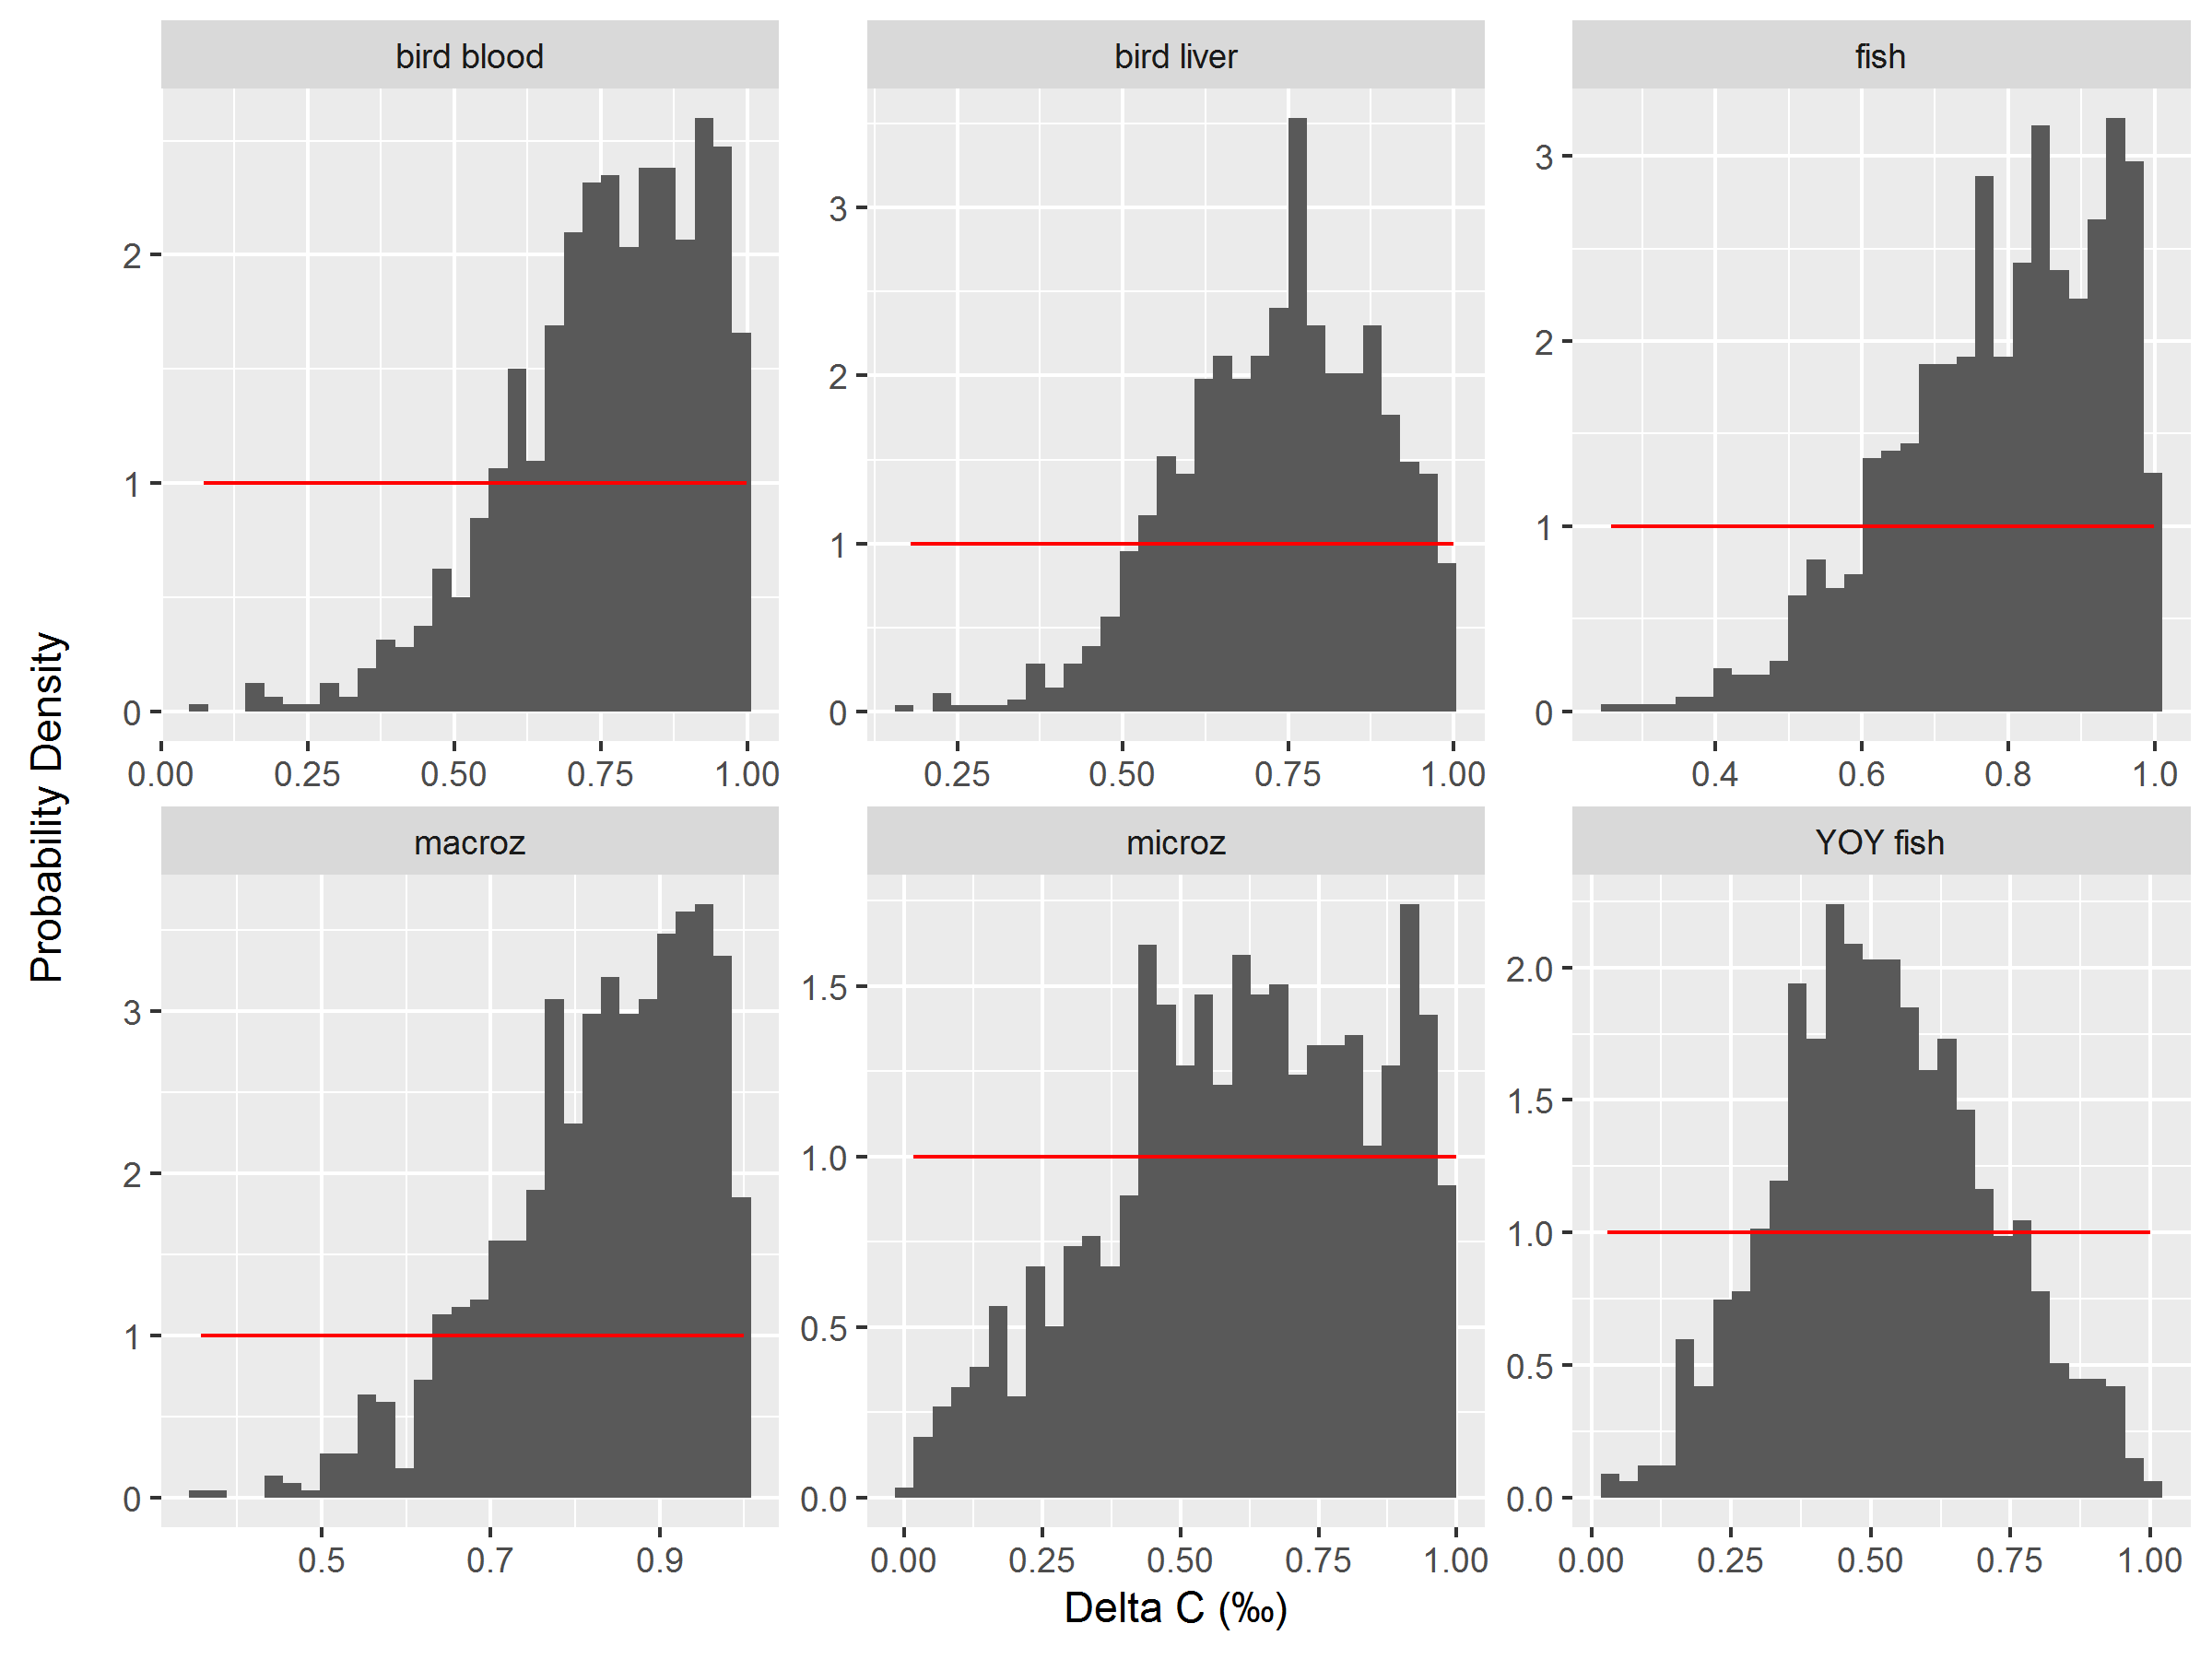 bird blood
bird liver
fish
2
1
0
3
2
1
0
3
2
1
0
0.00 0.25 0.50 0.75 1.00
0.25 0.50 0.75 1.00
0.4 0.6 0.8 1.0
Probability Density
macroz
microz
YOY fish
3
2
1
0
1.5
1.0
0.5
0.0
2.0
1.5
1.0
0.5
0.0
0.5 0.7 0.9
0.00 0.25 0.50 0.75 1.00
0.00 0.25 0.50 0.75 1.00
Delta C (‰)